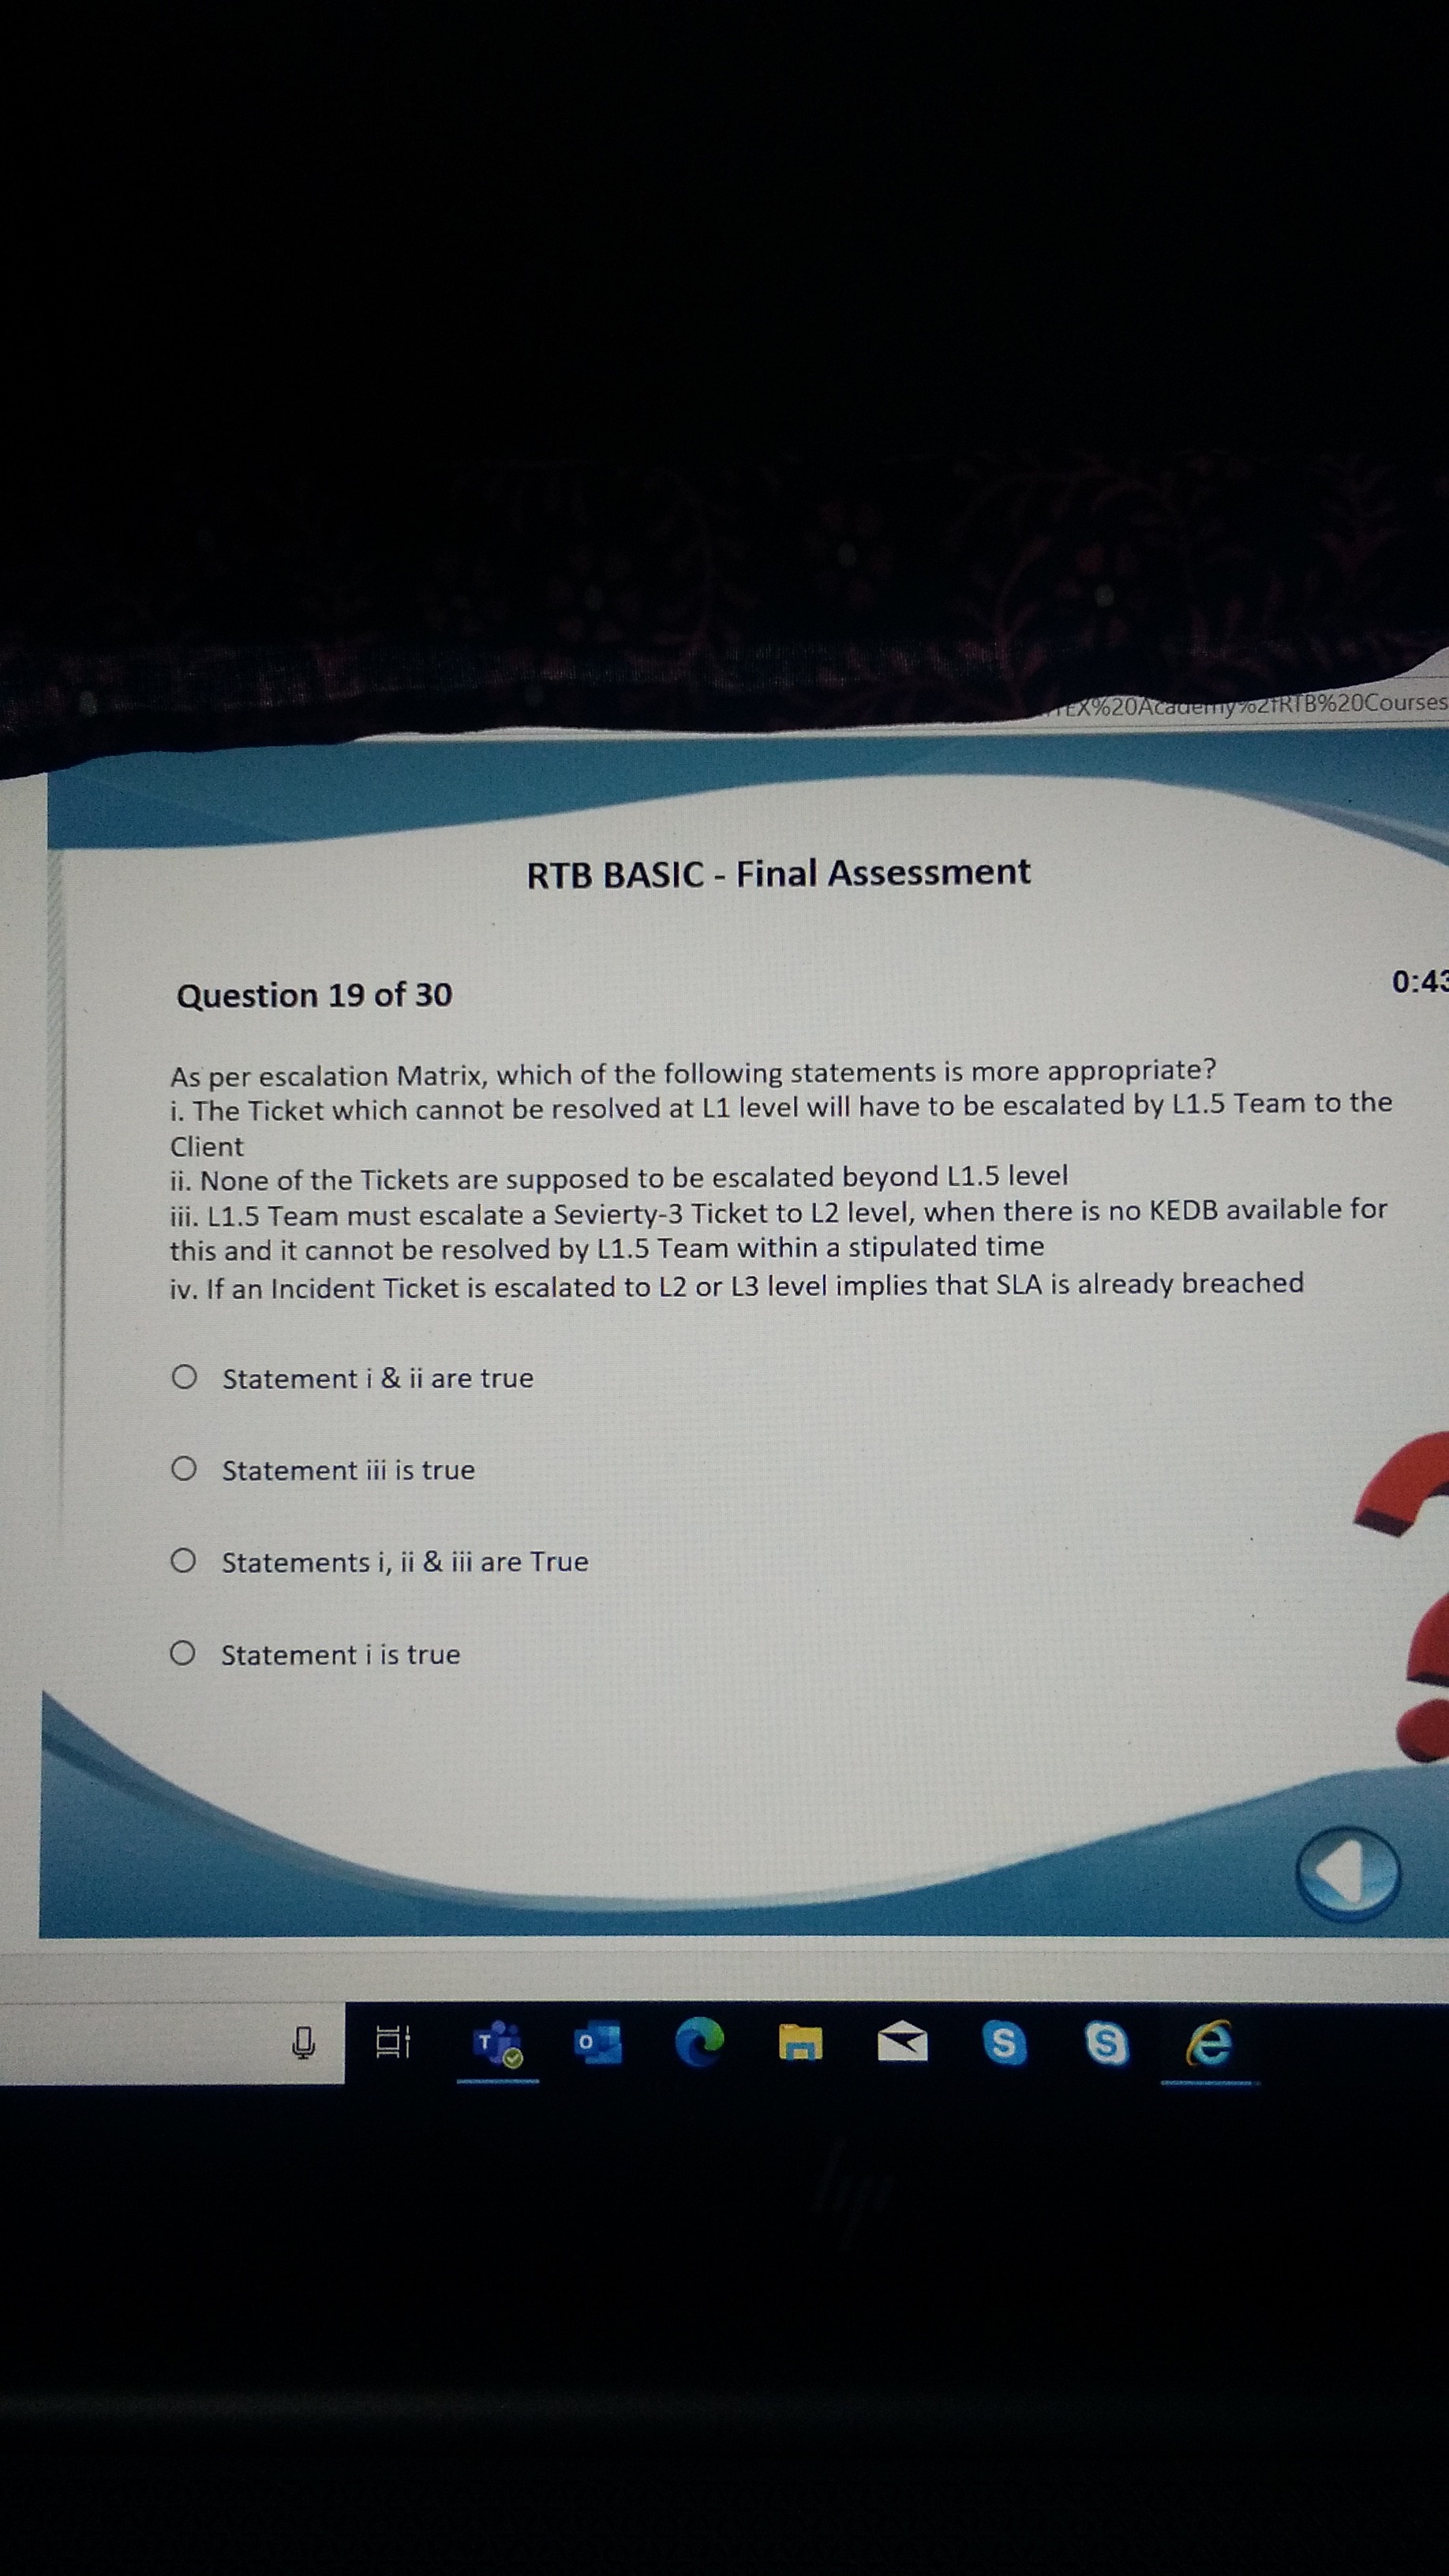 EX%20Academy%2fRTB%20Courses
RTB BASIC - Final Assessment
Question 19 of 30
0:43
As per escalation Matrix, which of the following statements is more appropriate?
i. The Ticket which cannot be resolved at L1 level will have to be escalated by L1.5 Team to the
Client
ii. None of the Tickets are supposed to be escalated beyond L1.5 level
iii. L1.5 Team must escalate a Sevierty-3 Ticket to L2 level, when there is no KEDB available for
this and it cannot be resolved by L1.5 Team within a stipulated time
iv. If an Incident Ticket is escalated to L2 or L3 level implies that SLA is already breached
Statement i & ii are true
Statement iii is true
Statements i, ii & iii are True
Statement i is true
hp